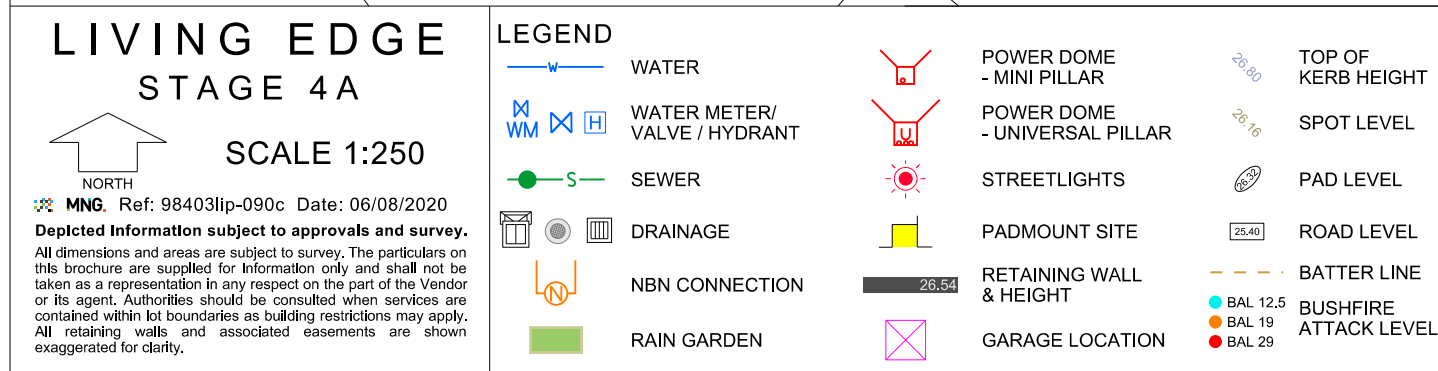 LIVING EDGE
STAGE 4A
NORTH
SCALE 1:250
MNG. Ref: 98403lip-090c Date: 06/08/2020
Depicted Information subject to approvals and survey.
All dimensions and areas are subject to survey. The particulars on
this brochure are supplied for Information only and shall not be
taken as a representation in any respect on the part of the Vendor
or its agent. Authorities should be consulted when services are
contained within lot boundaries as building restrictions may apply.
All retaining walls and associated easements are shown
exaggerated for clarity.
LEGEND
W WATER
WM H WATER METER/
VALVE / HYDRANT
S SEWER
DRAINAGE
N NBN CONNECTION
RAIN GARDEN
POWER DOME
- MINI PILLAR
U POWER DOME
- UNIVERSAL PILLAR
STREETLIGHTS
PADMOUNT SITE
26.54 RETAINING WALL
& HEIGHT
GARAGE LOCATION
26.80 TOP OF
KERB HEIGHT
26.16 SPOT LEVEL
26.32 PAD LEVEL
25.40 ROAD LEVEL
BATTER LINE
BAL 12.5
BAL 19
BAL 29
BUSHFIRE
ATTACK LEVEL